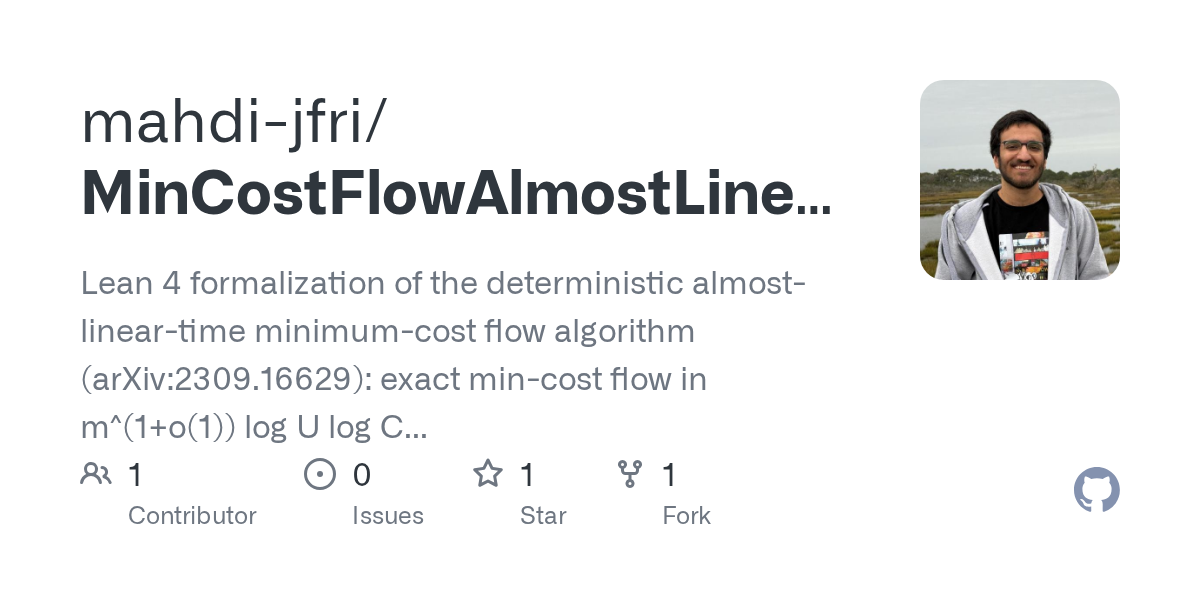 mahdi-jfri/
MinCostFlowAlmostLine...
Lean 4 formalization of the deterministic almost-
linear-time minimum-cost flow algorithm
(arXiv:2309.16629): exact min-cost flow in
m^(1+o(1)) log U log C...
1 0 1 1
Contributor Issues Star Fork